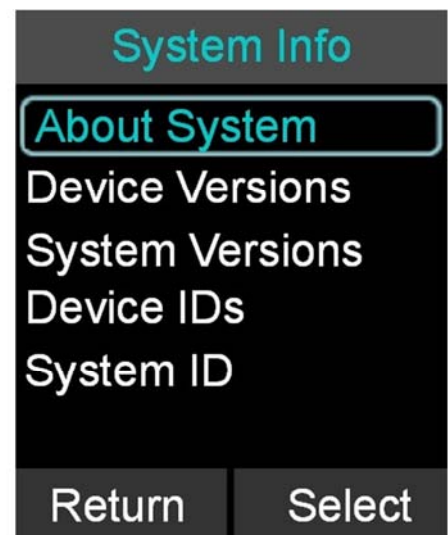 System Info
About System
Device Versions
System Versions
Device IDs
System ID
Return Select